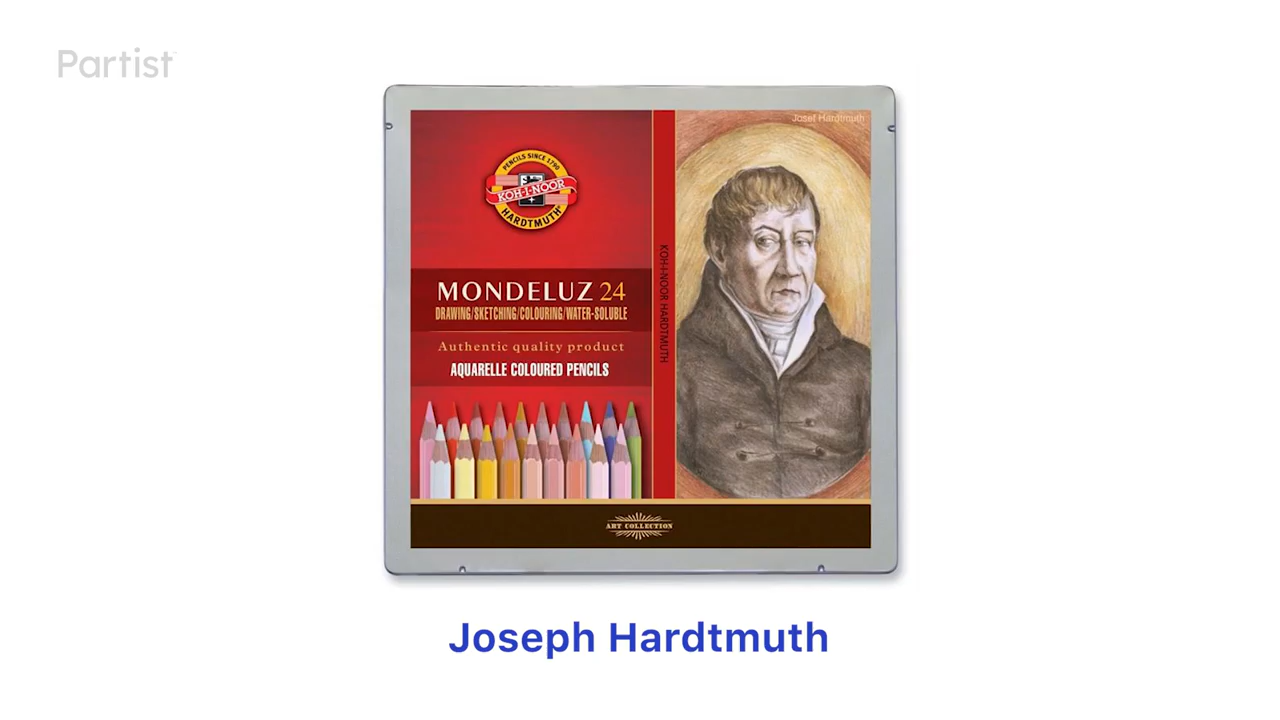 Partist
Josef Hardtmuth
PENCILS SINCE 1790
KOH-I-NOOR
HARDTMUTH
MONDELUZ 24
DRAWING/SKETCHING/COLOURING/WATER-SOLUBLE
Authentic quality product
AQUARELLE COLOURED PENCILS
KOH-I-NOOR HARDTMUTH
ART COLLECTION
Joseph Hardtmuth